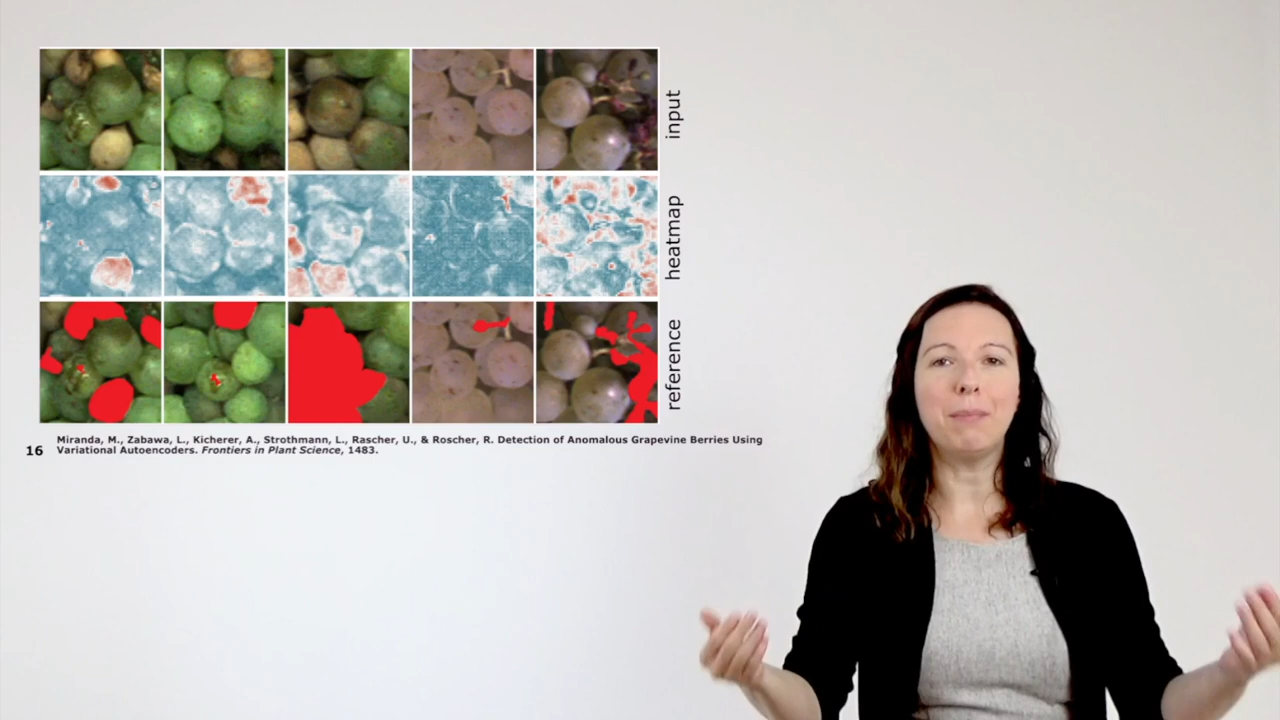 input
heatmap
reference
16
Miranda, M., Zabawa, L., Kicherer, A., Strothmann, L., Rascher, U., & Roscher, R. Detection of Anomalous Grapevine Berries Using
Variational Autoencoders. Frontiers in Plant Science, 1483.